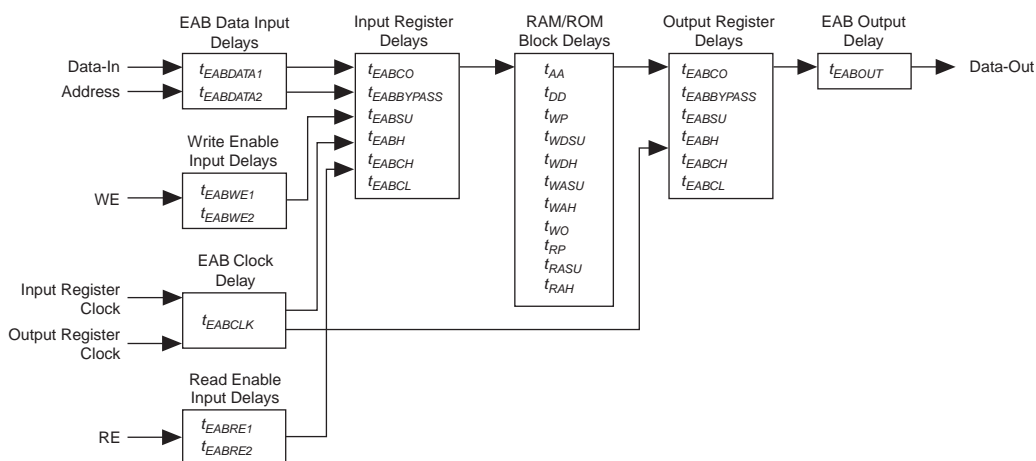 EAB Data Input
Delays
Data-In
Address
tEABDATA1
tEABDATA2
Input Register
Delays
tEABCO
tEABBYPASS
tEABSU
tEABH
tEABCH
tEABCL
RAM/ROM
Block Delays
tAA
tDD
tWP
tWDSU
tWDH
tWASU
tWAH
tWO
tRP
tRASU
tRAH
Output Register
Delays
tEABCO
tEABBYPASS
tEABSU
tEABH
tEABCH
tEABCL
EAB Output
Delay
tEABOUT
Data-Out
Write Enable
Input Delays
WE
tEABWE1
tEABWE2
EAB Clock
Delay
Input Register
Clock
Output Register
Clock
tEABCLK
Read Enable
Input Delays
RE
tEABRE1
tEABRE2